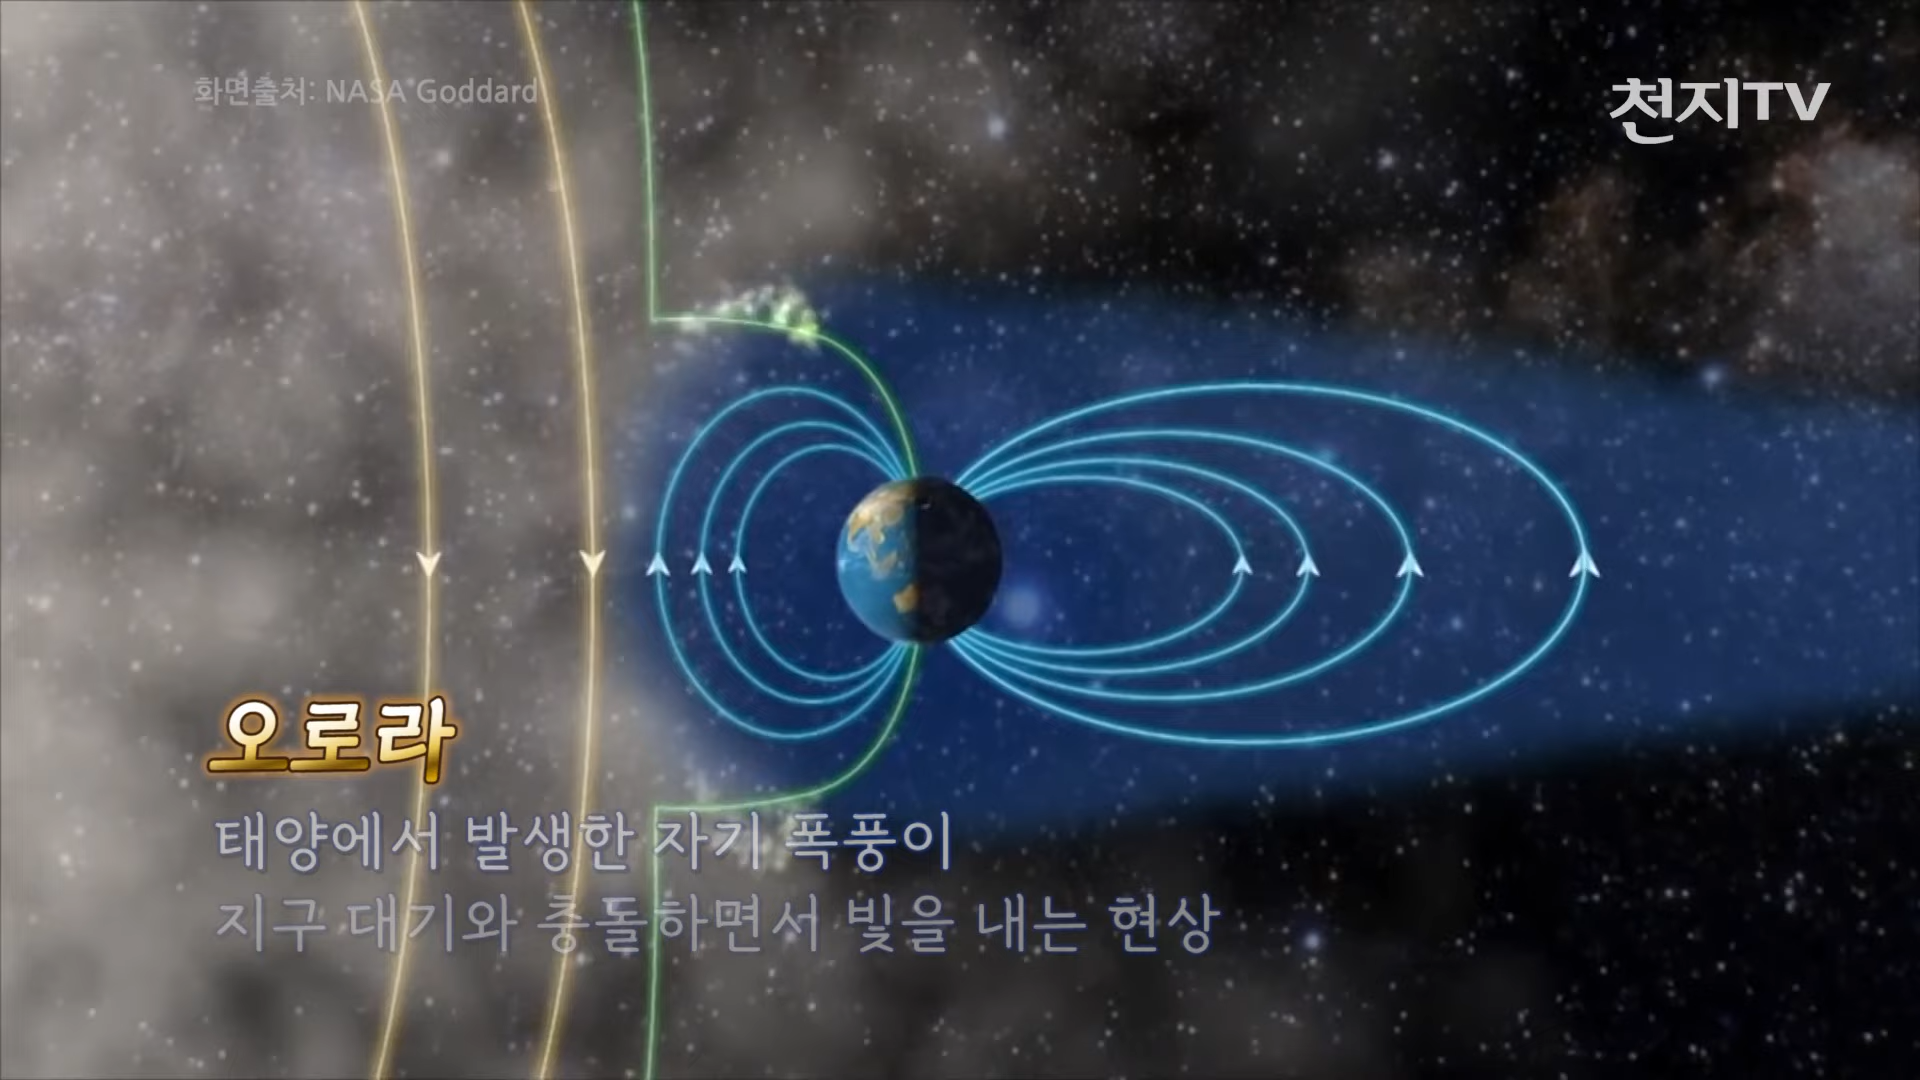 화면출처: NASA Goddard
천지TV
오로라
태양에서 발생한 자기 폭풍이
지구 대기와 충돌하면서 빛을 내는 현상